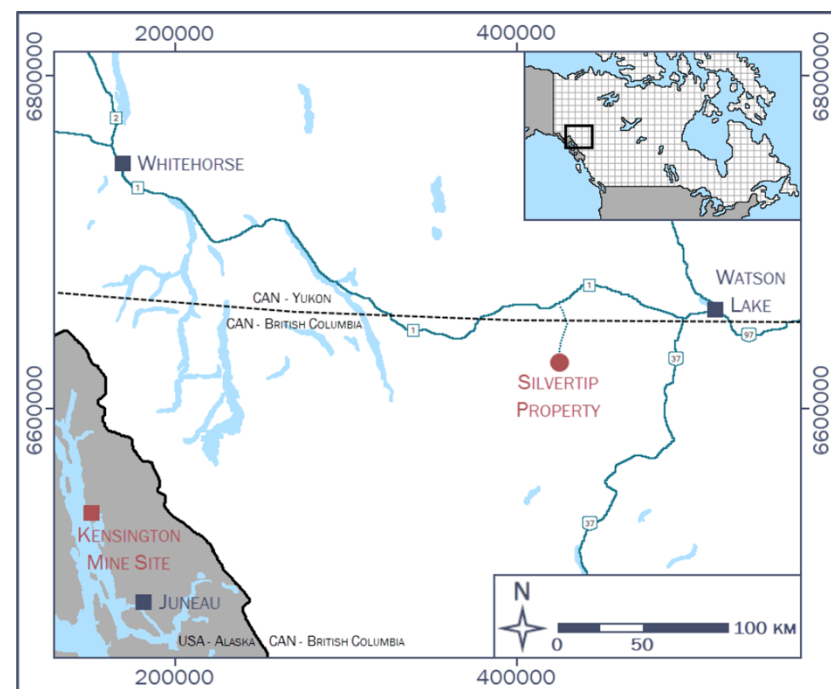 200000
400000
6800000
6800000
2
WHITEHORSE
1
1
CAN - YUKON
CAN - BRITISH COLUMBIA
1
WATSON
LAKE
97
37
SILVERTIP
PROPERTY
6600000
6600000
37
KENSINGTON
MINE SITE
JUNEAU
USA - ALASKA
CAN - BRITISH COLUMBIA
N
0
50
100 KM
200000
400000